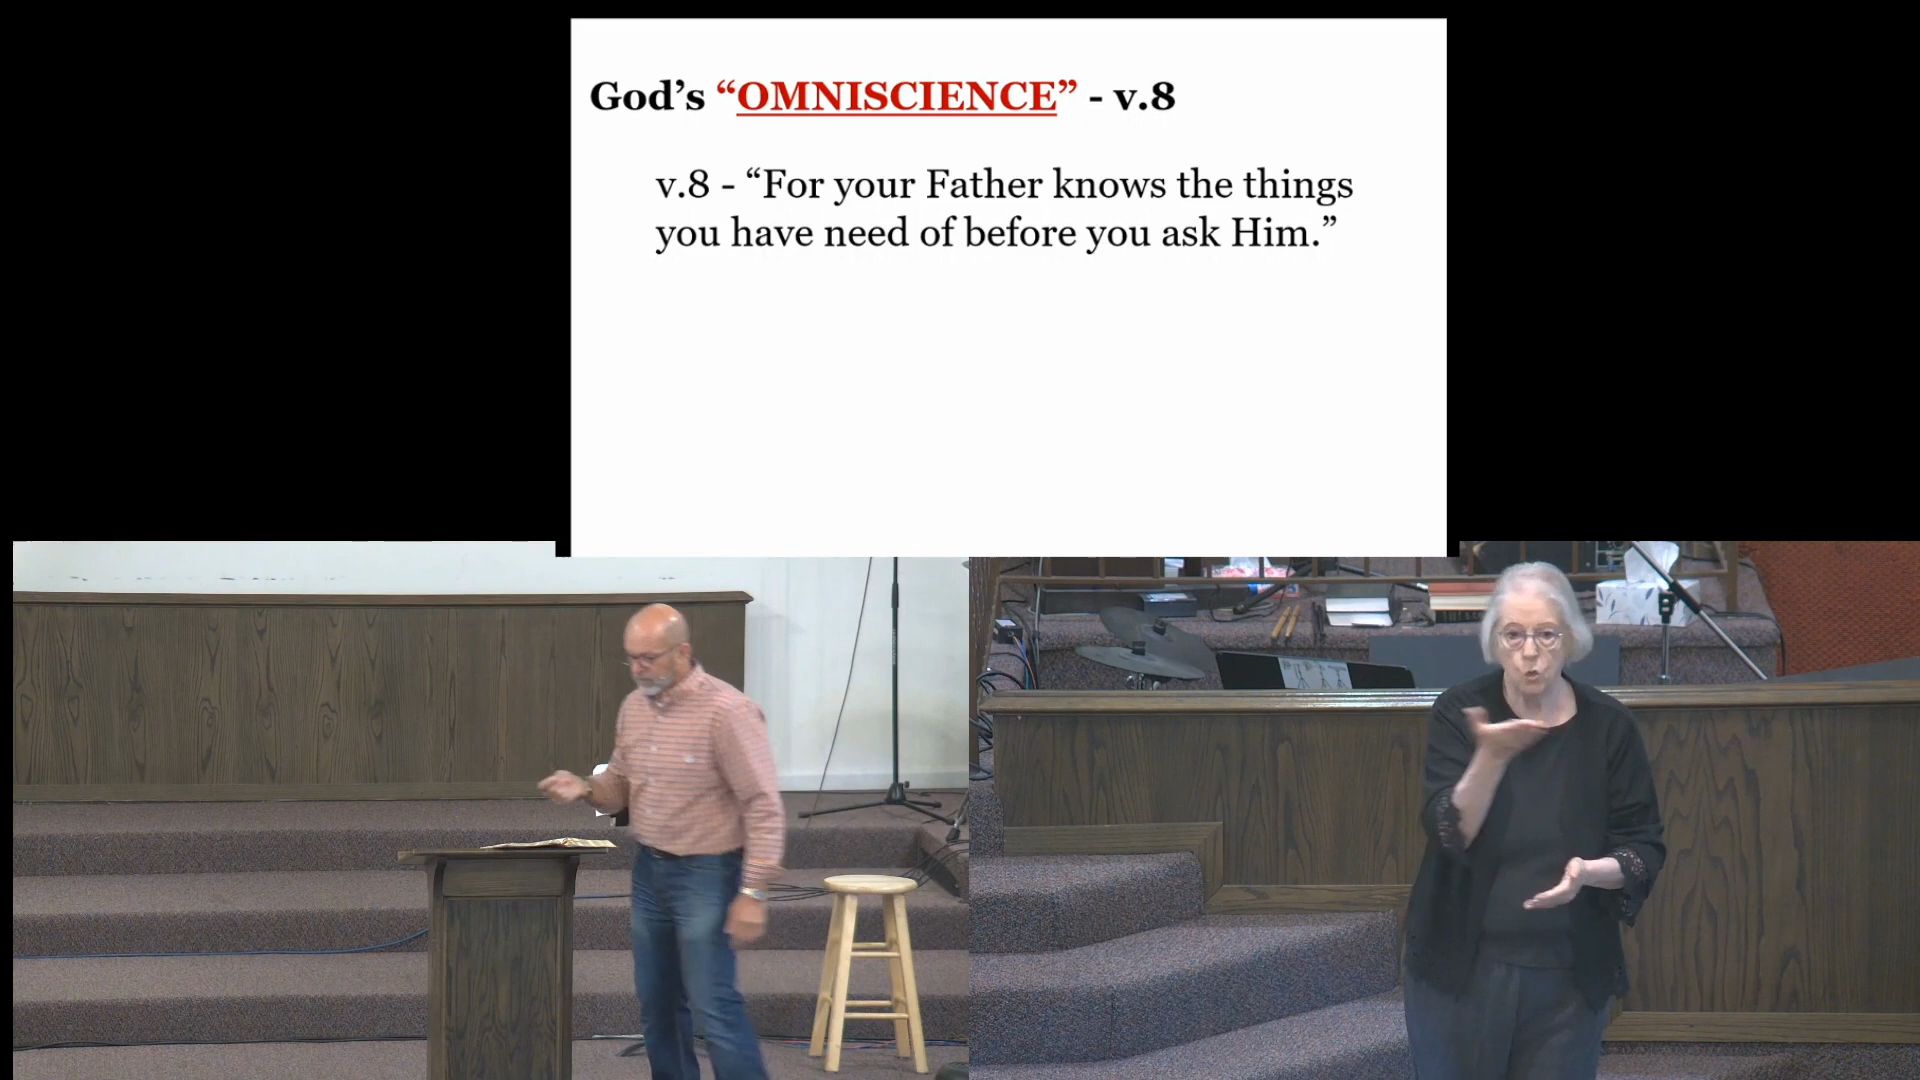 God’s “OMNISCIENCE” - v.8
v.8 - “For your Father knows the things
you have need of before you ask Him.”